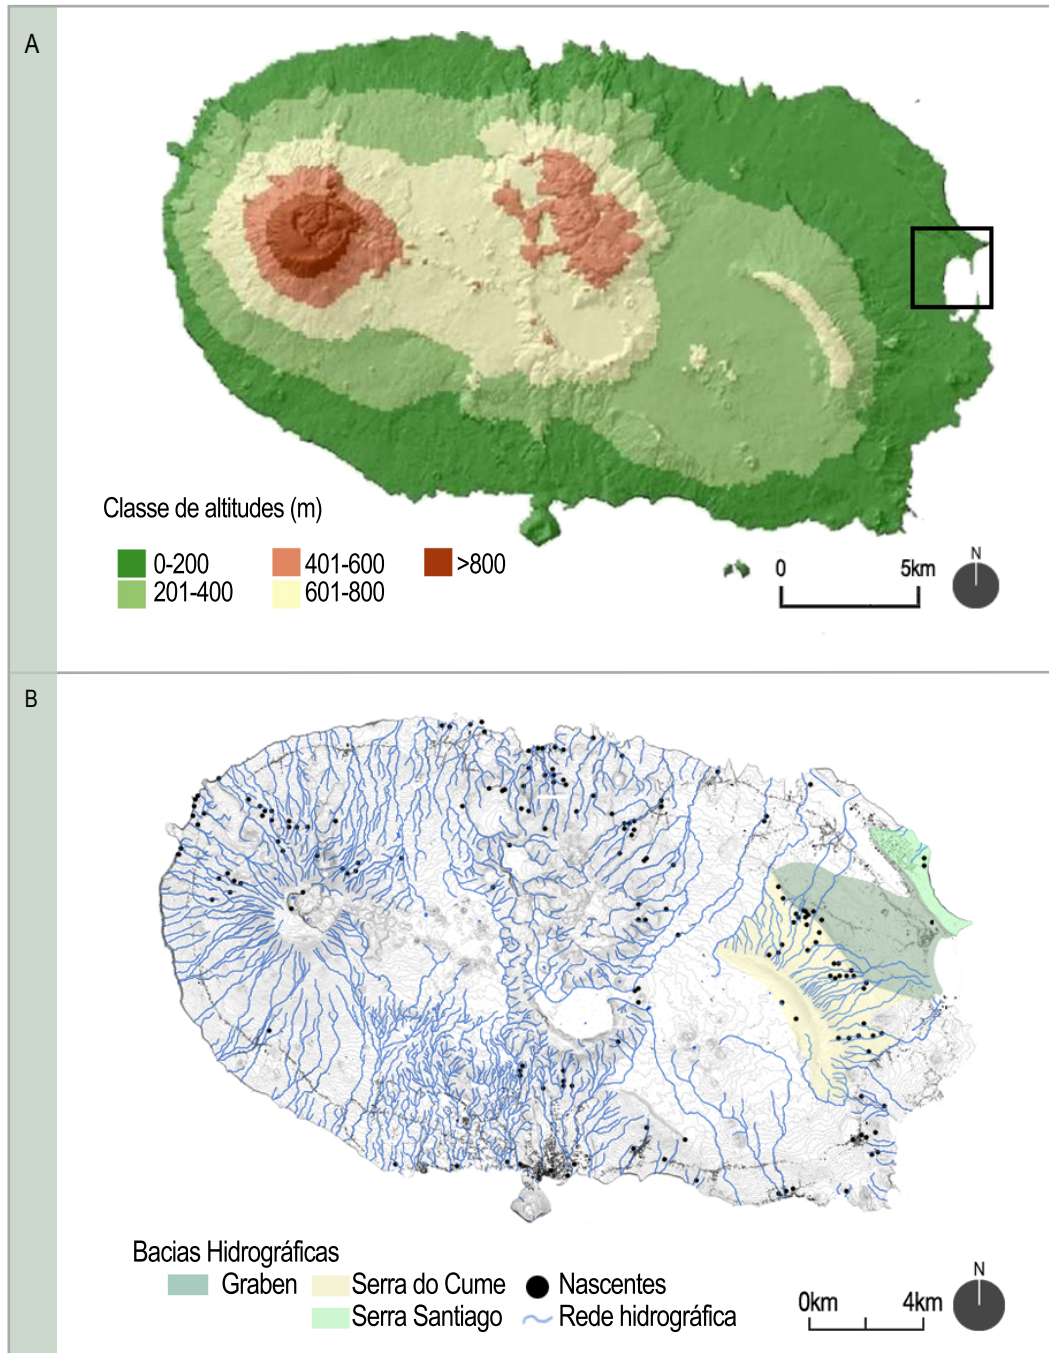 A
Classe de altitudes (m)
0-200 401-600 >800
201-400 601-800
0 5km
N
B
Bacias Hidrográficas
Graben Serra do Cume Nascentes
Serra Santiago Rede hidrográfica
0km 4km
N